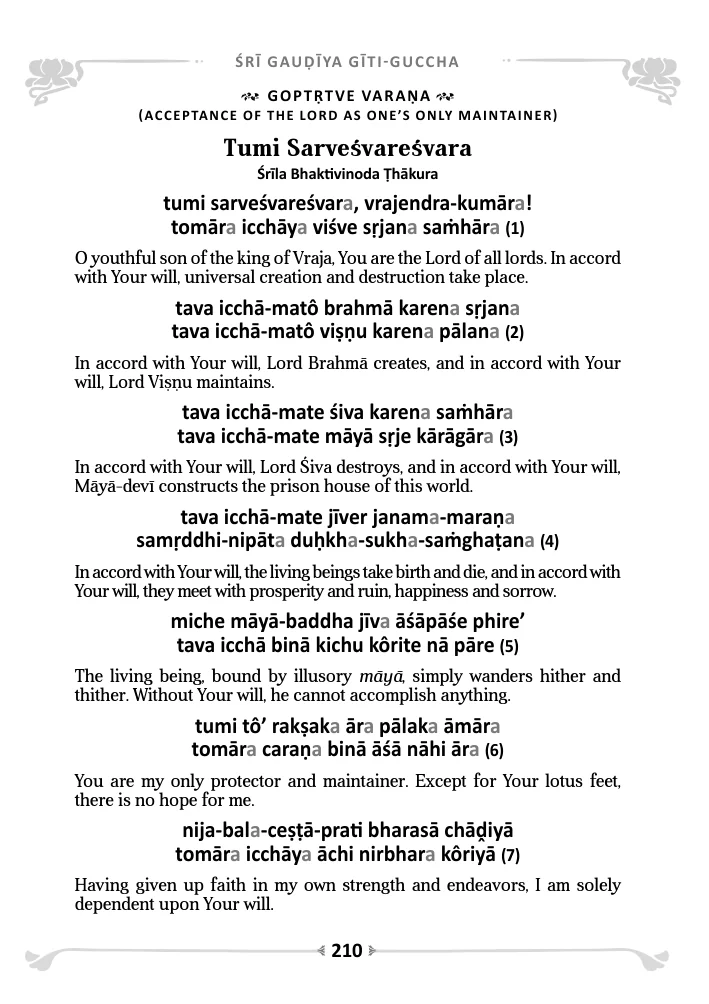 ŚRĪ GAUḌĪYA GĪTI-GUCCHA
GOPTṚTVE VARAṆA
(ACCEPTANCE OF THE LORD AS ONE’S ONLY MAINTAINER)
Tumi Sarveśvareśvara
Śrīla Bhaktivinoda Ṭhākura
tumi sarveśvareśvara, vrajendra-kumāra!
tomāra icchāya viśve sṛjana saṁhāra (1)
O youthful son of the king of Vraja, You are the Lord of all lords. In accord
with Your will, universal creation and destruction take place.
tava icchā-matô brahmā karena sṛjana
tava icchā-matô viṣṇu karena pālana (2)
In accord with Your will, Lord Brahmā creates, and in accord with Your
will, Lord Viṣṇu maintains.
tava icchā-mate śiva karena saṁhāra
tava icchā-mate māyā sṛje kārāgāra (3)
In accord with Your will, Lord Śiva destroys, and in accord with Your will,
Māyā-devī constructs the prison house of this world.
tava icchā-mate jīver janama-maraṇa
samṛddhi-nipāta duḥkha-sukha-saṁghaṭana (4)
In accord with Your will, the living beings take birth and die, and in accord with
Your will, they meet with prosperity and ruin, happiness and sorrow.
miche māyā-baddha jīva āśāpāśe phire’
tava icchā binā kichu kôrite nā pāre (5)
The living being, bound by illusory māyā, simply wanders hither and
thither. Without Your will, he cannot accomplish anything.
tumi tô’ rakṣaka āra pālaka āmāra
tomāra caraṇa binā āśā nāhi āra (6)
You are my only protector and maintainer. Except for Your lotus feet,
there is no hope for me.
nija-bala-ceṣṭā-prati bharasā chāḓiyā
tomāra icchāya āchi nirbhara kôriyā (7)
Having given up faith in my own strength and endeavors, I am solely
dependent upon Your will.
210